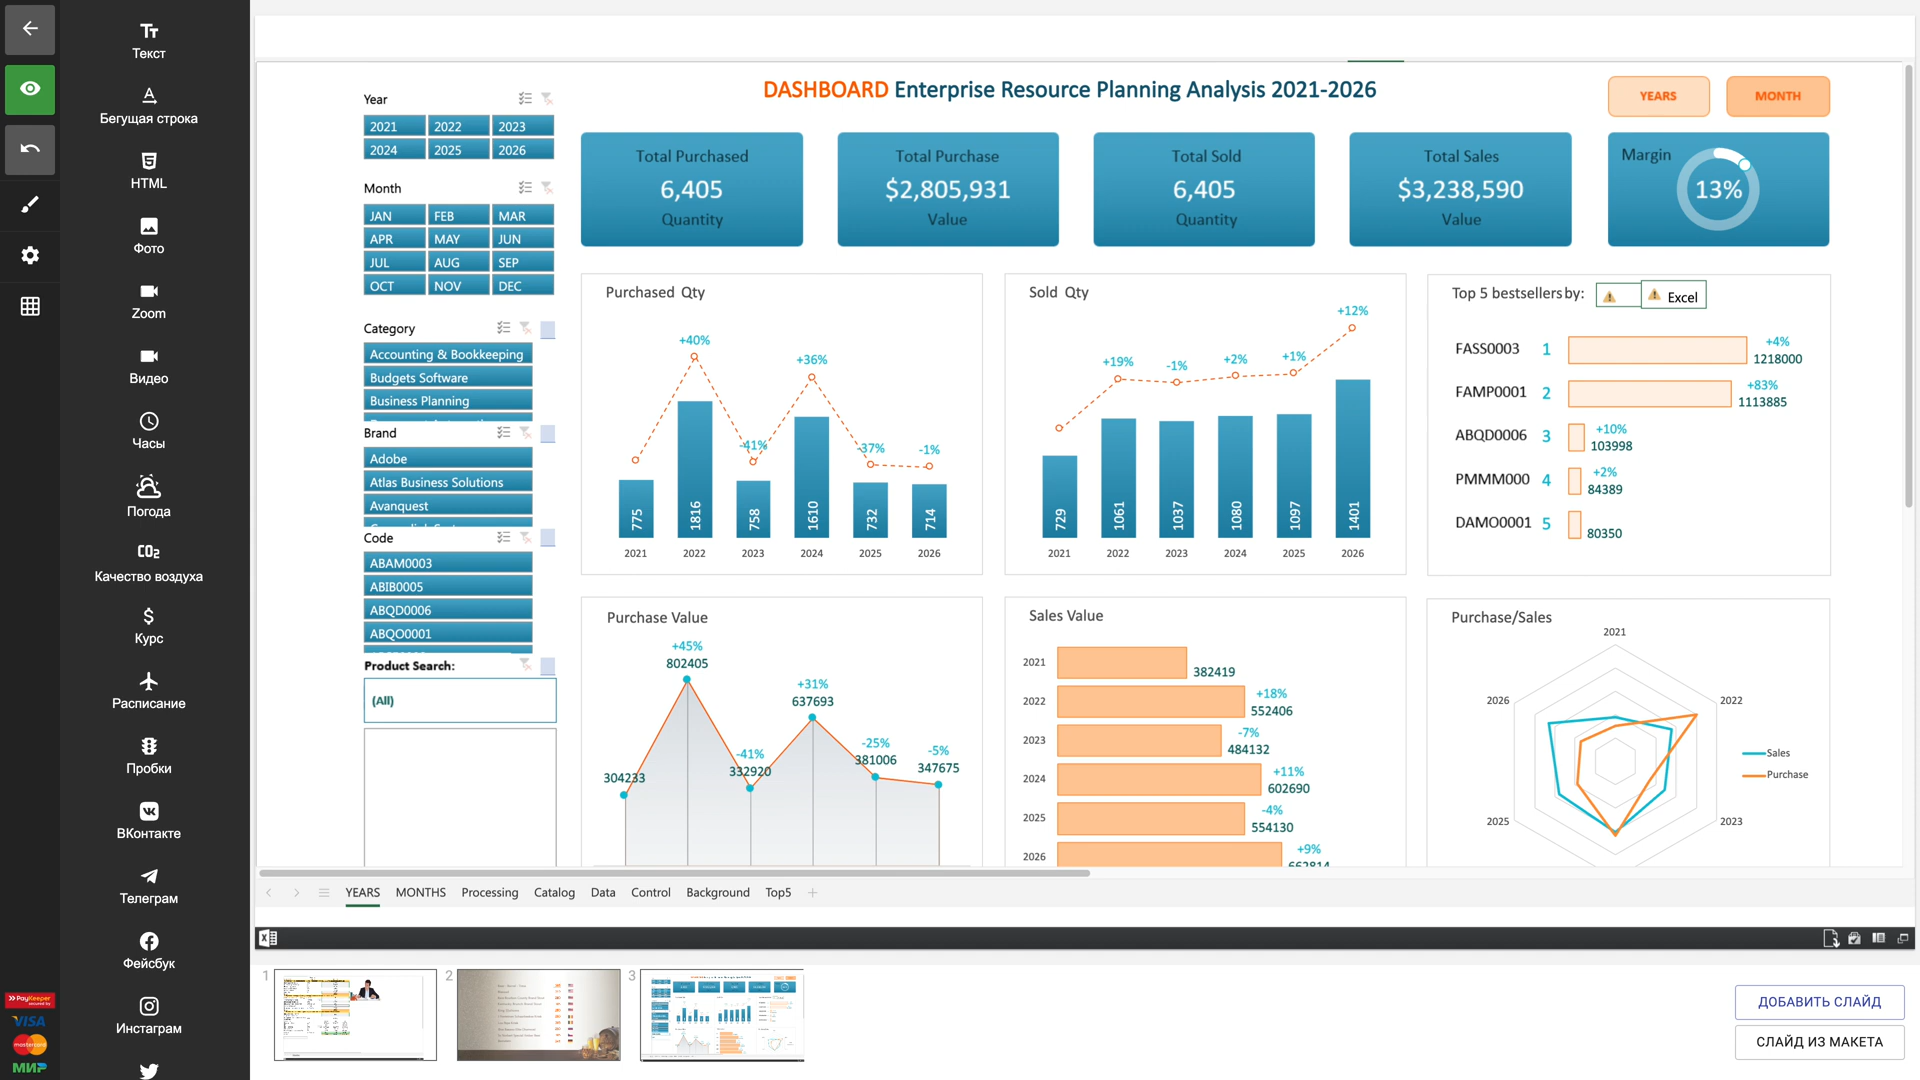 Текст
Бегущая строка
HTML
Фото
Zoom
Видео
Часы
Погода
CO₂
Качество воздуха
Курс
Расписание
Пробки
ВКонтакте
Телеграм
Фейсбук
Инстаграм
PayKeeper
VISA
mastercard
МИР
DASHBOARD Enterprise Resource Planning Analysis 2021-2026
YEARS
MONTH
Year
2021 2022 2023
2024 2025 2026
Month
JAN FEB MAR
APR MAY JUN
JUL AUG SEP
OCT NOV DEC
Category
Accounting & Bookkeeping
Budgets Software
Business Planning
Brand
Adobe
Atlas Business Solutions
Avanquest
Code
ABAM0003
ABIB0005
ABQD0006
ABQO0001
Product Search:
(All)
Total Purchased
6,405
Quantity
Total Purchase
$2,805,931
Value
Total Sold
6,405
Quantity
Total Sales
$3,238,590
Value
Margin
13%
Purchased Qty
+40%
+36%
-41%
-37%
-1%
775 1816 758 1610 732 714
2021 2022 2023 2024 2025 2026
Sold Qty
+12%
+19% -1% +2% +1%
729 1061 1037 1080 1097 1401
2021 2022 2023 2024 2025 2026
Top 5 bestsellers by:
Excel
FASS0003 1 +4%
1218000
FAMP0001 2 +83%
1113885
ABQD0006 3 +10%
103998
PMMM000 4 +2%
84389
DAMO0001 5
80350
Purchase Value
+45%
802405
+31%
637693
-41%
332920
-25%
381006
-5%
347675
304233
Sales Value
2021 382419
2022 +18%
552406
2023 -7%
484132
2024 +11%
602690
2025 -4%
554130
2026 +9%
662814
Purchase/Sales
2021
2026 2022
2025 2023
Sales
Purchase
YEARS MONTHS Processing Catalog Data Control Background Top5
1 2 3
ДОБАВИТЬ СЛАЙД
СЛАЙД ИЗ МАКЕТА